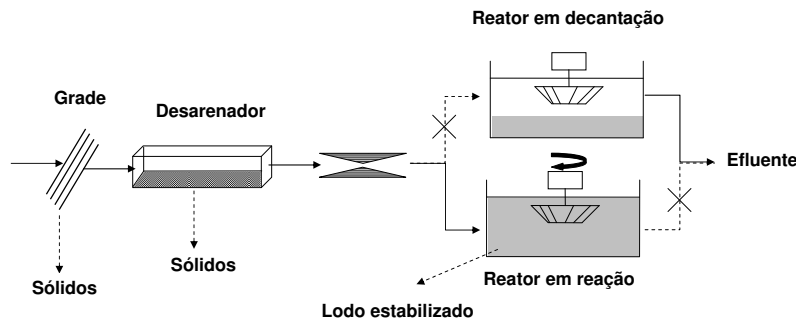 Reator em decantação
Grade
Desarenador
Efluente
Sólidos
Reator em reação
Sólidos
Lodo estabilizado